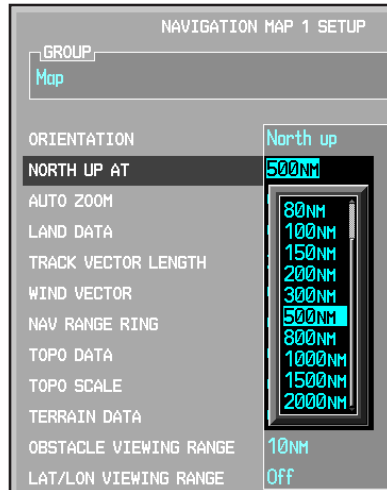 NAVIGATION MAP 1 SETUP
GROUP
Map
ORIENTATION North up
NORTH UP AT 500NM
AUTO ZOOM
LAND DATA
TRACK VECTOR LENGTH
WIND VECTOR
NAV RANGE RING
TOPO DATA
TOPO SCALE
TERRAIN DATA
80NM
100NM
150NM
200NM
300NM
500NM
800NM
1000NM
1500NM
2000NM
OBSTACLE VIEWING RANGE 10NM
LAT/LON VIEWING RANGE Off